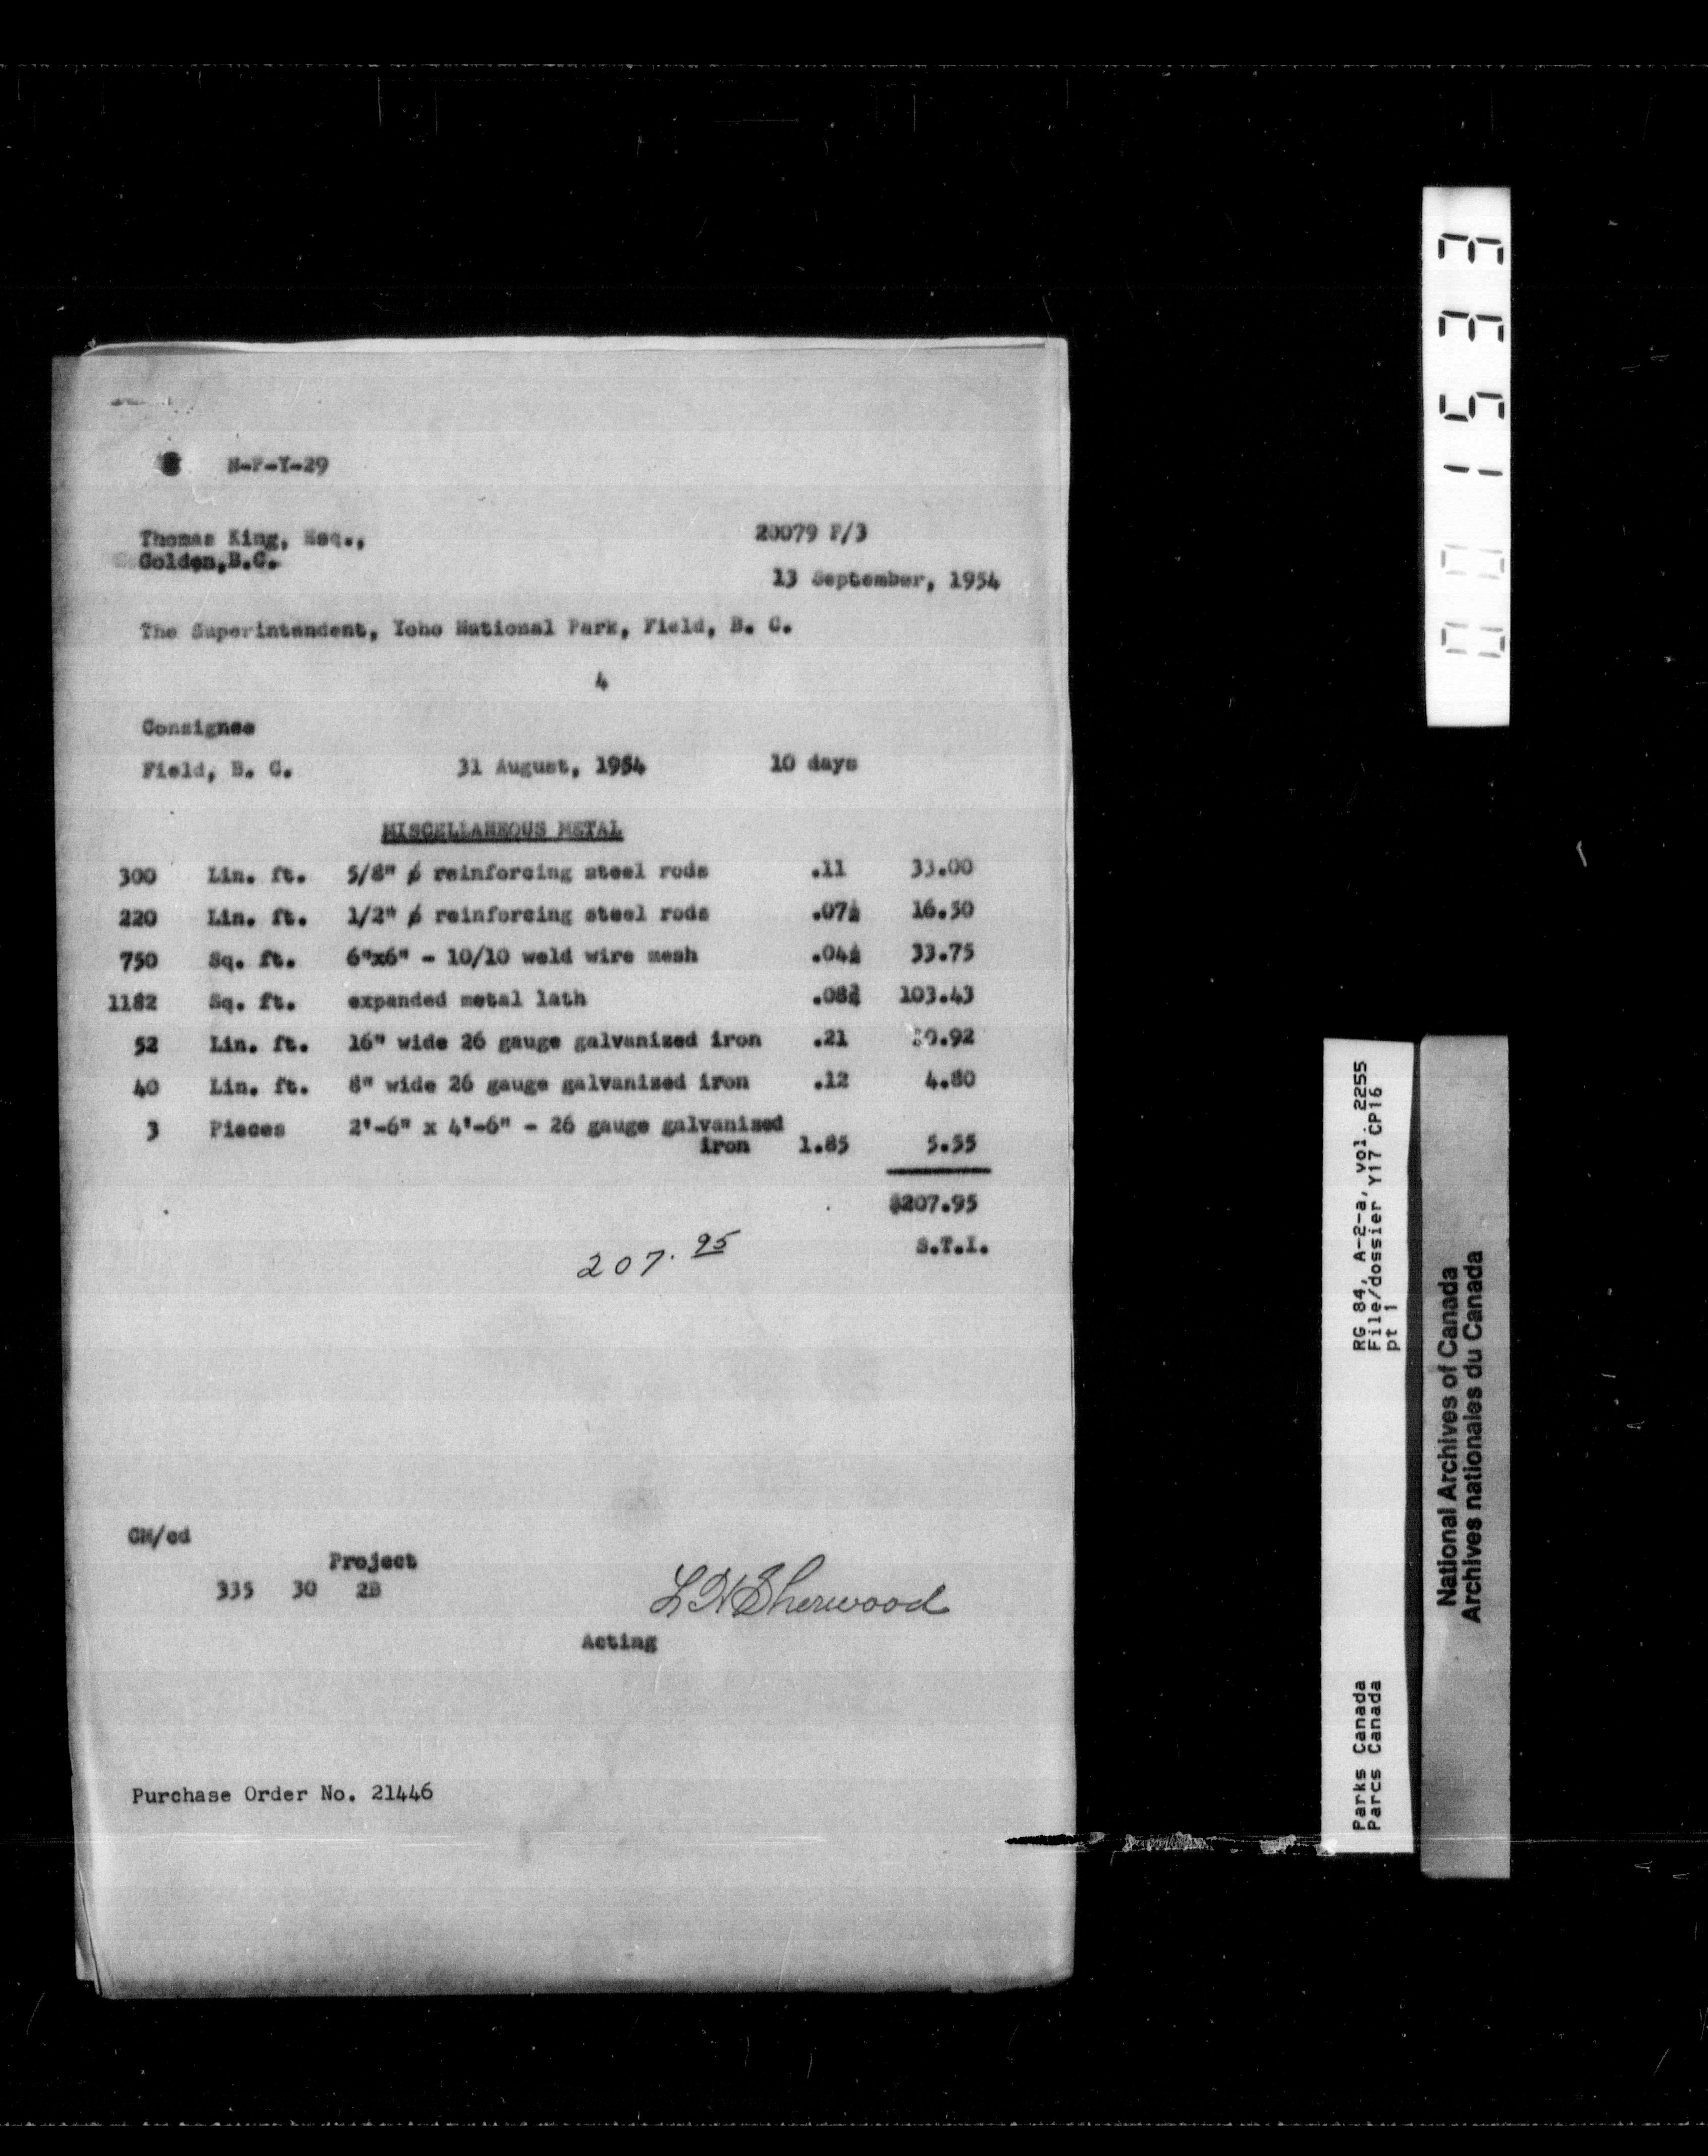 N-P-Y-29
Thomas King, Esq.,
Golden, B.C.
20079 F/3
13 September, 1954
The Superintendent, Yoho National Park, Field, B. C.
4
Consignee
Field, B. C. 31 August, 1954 10 days
MISCELLANEOUS METAL
300 Lin. ft. 5/8" ø reinforcing steel rods .11 33.00
220 Lin. ft. 1/2" ø reinforcing steel rods .07½ 16.50
750 Sq. ft. 6"x6" - 10/10 weld wire mesh .04½ 33.75
1182 Sq. ft. expanded metal lath .08¾ 103.43
52 Lin. ft. 16" wide 26 gauge galvanized iron .21 10.92
40 Lin. ft. 8" wide 26 gauge galvanized iron .12 4.80
3 Pieces 2'-6" x 4'-6" - 26 gauge galvanized
iron 1.85 5.55
$207.95
S.T.I.
207.95
GM/cd
Project
335 30 2B
L H Sherwood
Acting
Purchase Order No. 21446
001533
RG 84, A-2-a, vol. 2255
File/dossier Y17 CP16
pt 1
Parks Canada
Parcs Canada
National Archives of Canada
Archives nationales du Canada